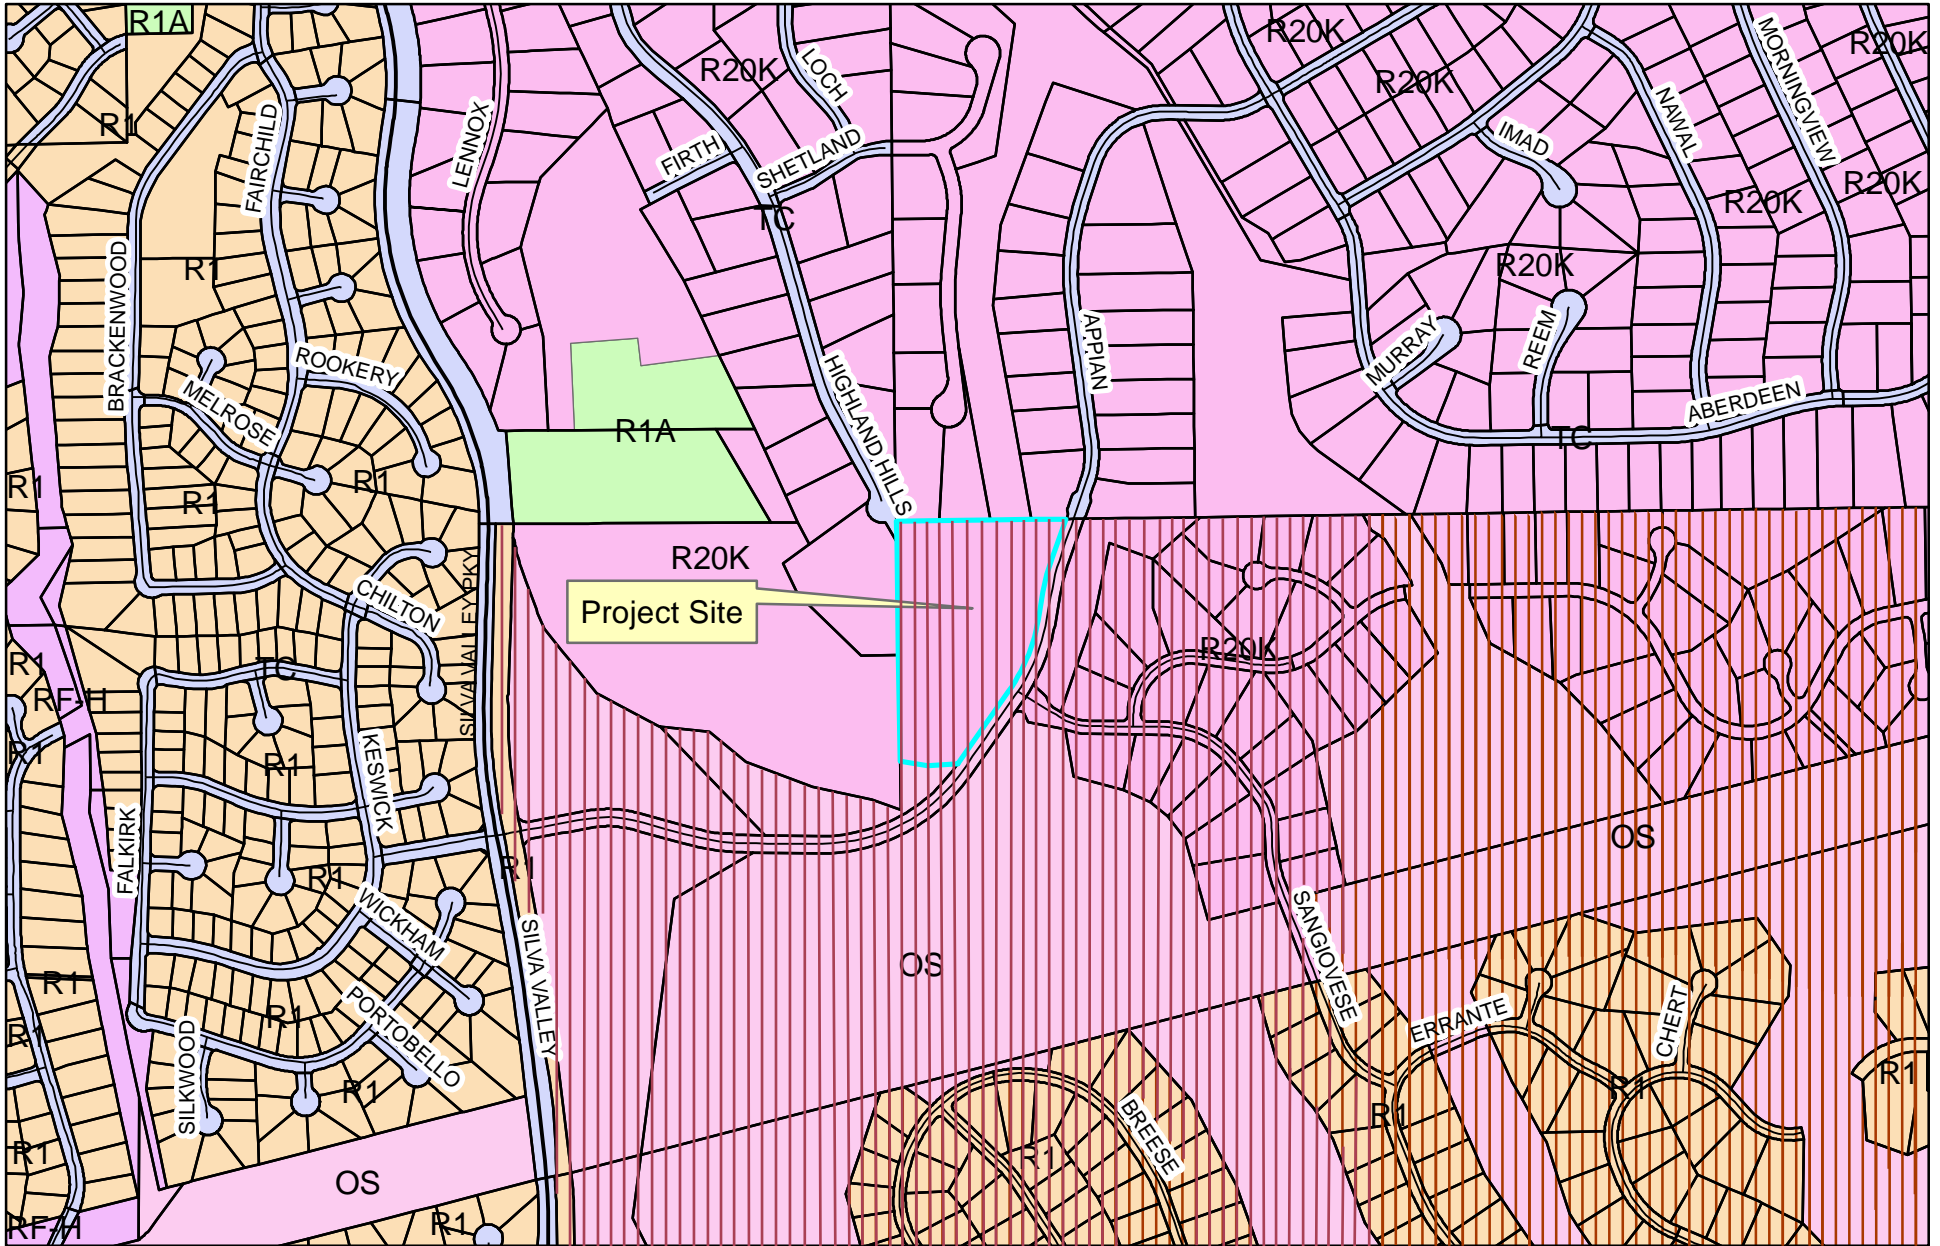 R1A
R20K
R20K
R20K
LOCH
MORNINGVIEW
R20K
R1
FAIRCHILD
LENNOX
FIRTH
SHETLAND
IMAD
NAWAL
R20K
R20K
TC
R1
BRACKENWOOD
R20K
ROOKERY
MELROSE
HIGHLAND HILLS
APPIAN
MURRAY
REEM
ABERDEEN
R1A
TC
R1
R1
R1
R20K
Project Site
CHILTON
SILVA VALLEY PKY
R20K
R1
TC
RF-H
R1
R1
KESWICK
FALKIRK
R1
R1
OS
WICKHAM
SILVA VALLEY
SANGIOVESE
OS
R1
R1
R1
PORTOBELLO
SILKWOOD
ERRANTE
CHERT
R1
R1
R1
R1
BREESE
R1
R1
OS
R1
RF-H